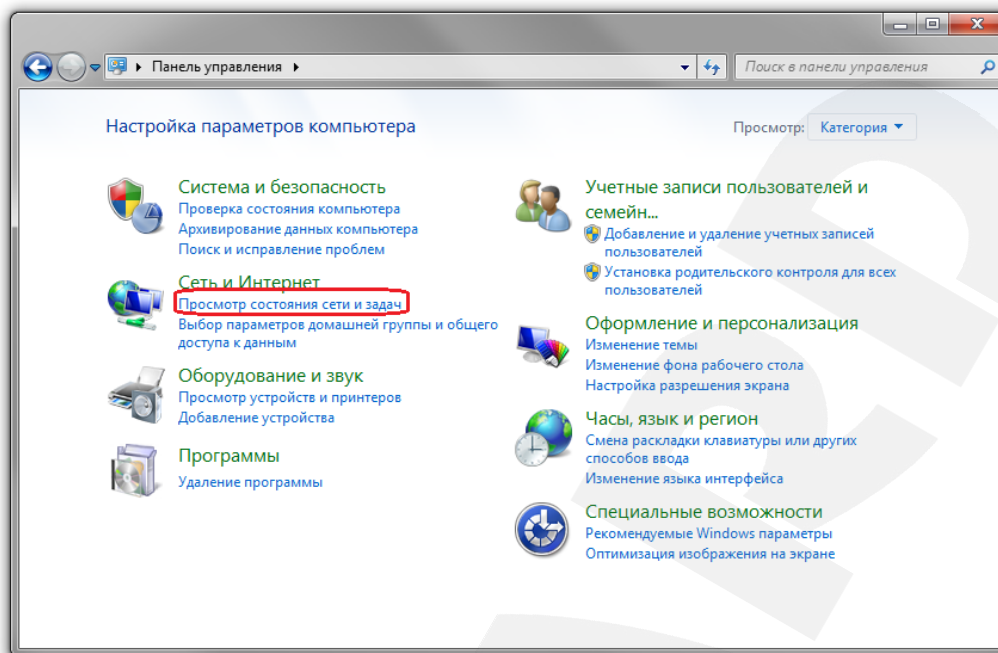 Панель управления
Поиск в панели управления
Настройка параметров компьютера
Просмотр: Категория
Система и безопасность
Проверка состояния компьютера
Архивирование данных компьютера
Поиск и исправление проблем
Сеть и Интернет
Просмотр состояния сети и задач
Выбор параметров домашней группы и общего
доступа к данным
Оборудование и звук
Просмотр устройств и принтеров
Добавление устройства
Программы
Удаление программы
Учетные записи пользователей и
семейн...
Добавление и удаление учетных записей
пользователей
Установка родительского контроля для всех
пользователей
Оформление и персонализация
Изменение темы
Изменение фона рабочего стола
Настройка разрешения экрана
Часы, язык и регион
Смена раскладки клавиатуры или других
способов ввода
Изменение языка интерфейса
Специальные возможности
Рекомендуемые Windows параметры
Оптимизация изображения на экране